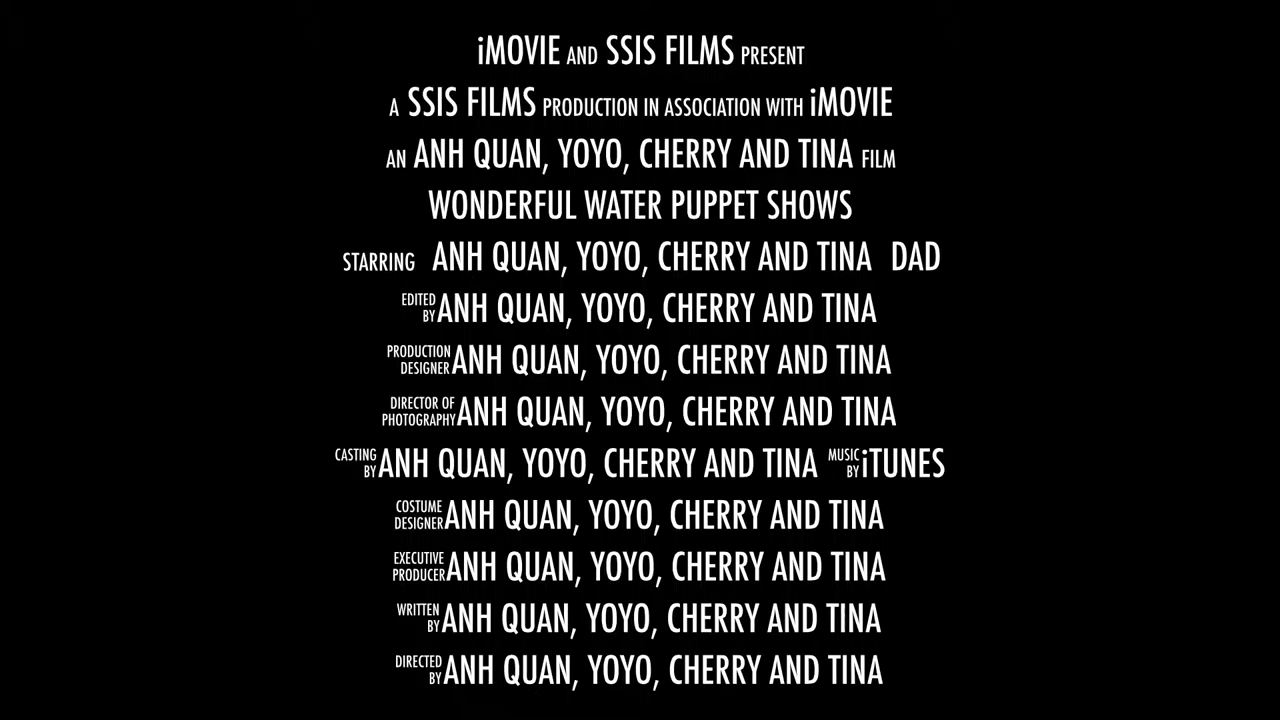 iMOVIE AND SSIS FILMS PRESENT
A SSIS FILMS PRODUCTION IN ASSOCIATION WITH iMOVIE
AN ANH QUAN, YOYO, CHERRY AND TINA FILM
WONDERFUL WATER PUPPET SHOWS
STARRING ANH QUAN, YOYO, CHERRY AND TINA DAD
EDITED BY ANH QUAN, YOYO, CHERRY AND TINA
PRODUCTION DESIGNER ANH QUAN, YOYO, CHERRY AND TINA
DIRECTOR OF PHOTOGRAPHY ANH QUAN, YOYO, CHERRY AND TINA
CASTING BY ANH QUAN, YOYO, CHERRY AND TINA MUSIC BY iTUNES
COSTUME DESIGNER ANH QUAN, YOYO, CHERRY AND TINA
EXECUTIVE PRODUCER ANH QUAN, YOYO, CHERRY AND TINA
WRITTEN BY ANH QUAN, YOYO, CHERRY AND TINA
DIRECTED BY ANH QUAN, YOYO, CHERRY AND TINA